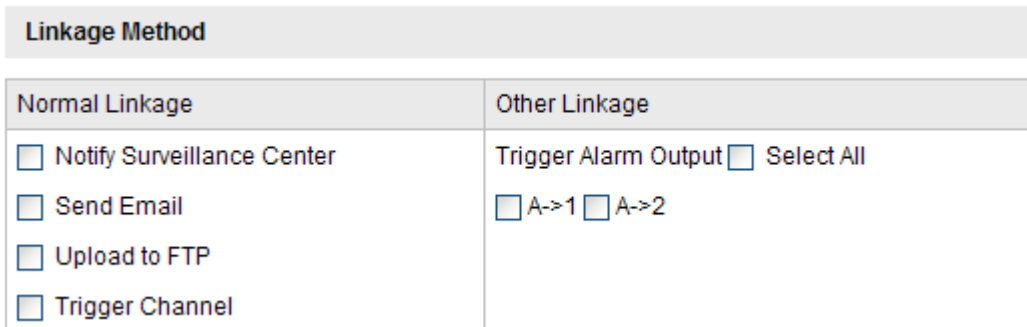 Linkage Method
Normal Linkage
Other Linkage
Notify Surveillance Center
Trigger Alarm Output Select All
Send Email
A->1 A->2
Upload to FTP
Trigger Channel